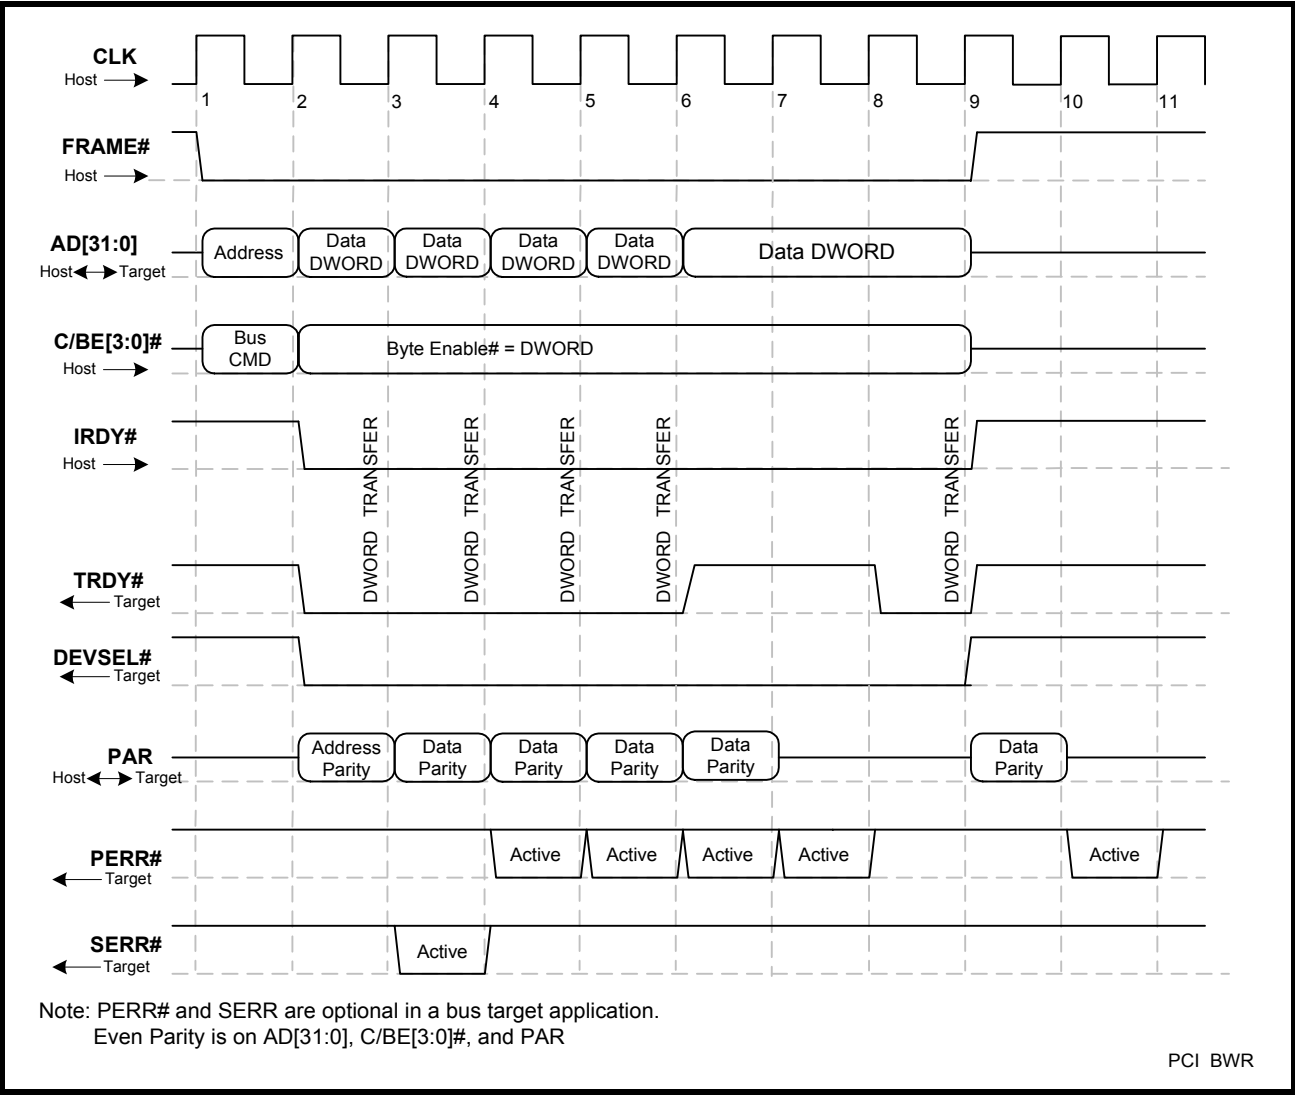 CLK
Host
1 2 3 4 5 6 7 8 9 10 11
FRAME#
Host
AD[31:0]
Host Target
Address
Data
DWORD
Data
DWORD
Data
DWORD
Data
DWORD
Data DWORD
C/BE[3:0]#
Host
Bus
CMD
Byte Enable# = DWORD
IRDY#
Host
DWORD TRANSFER
DWORD TRANSFER
DWORD TRANSFER
DWORD TRANSFER
DWORD TRANSFER
TRDY#
Target
DEVSEL#
Target
PAR
Host Target
Address
Parity
Data
Parity
Data
Parity
Data
Parity
Data
Parity
Data
Parity
PERR#
Target
Active
Active
Active
Active
Active
SERR#
Target
Active
Note: PERR# and SERR are optional in a bus target application.
Even Parity is on AD[31:0], C/BE[3:0]#, and PAR
PCI BWR